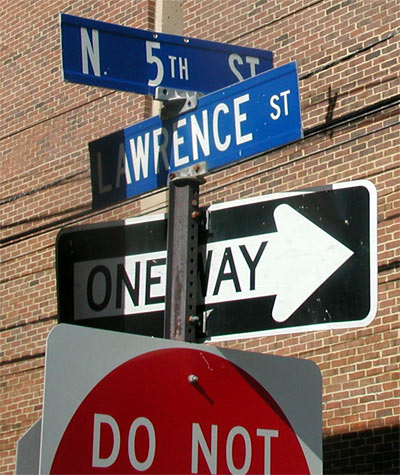 N 5TH ST
LAWRENCE ST
ONE WAY
DO NOT